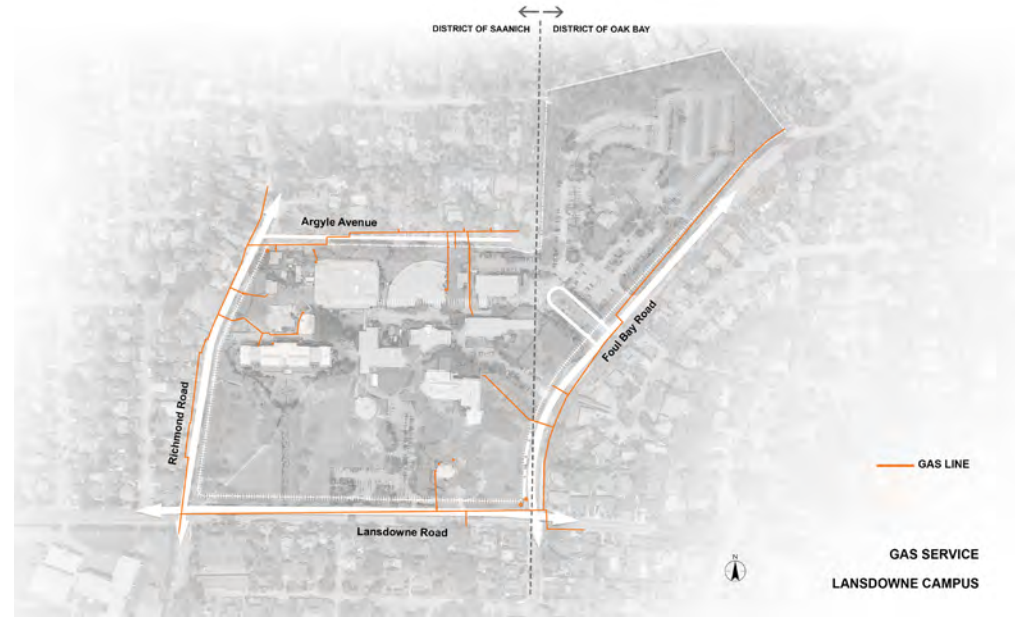 DISTRICT OF SAANICH
DISTRICT OF OAK BAY
Argyle Avenue
Foul Bay Road
Richmond Road
GAS LINE
Lansdowne Road
N
GAS SERVICE
LANSDOWNE CAMPUS